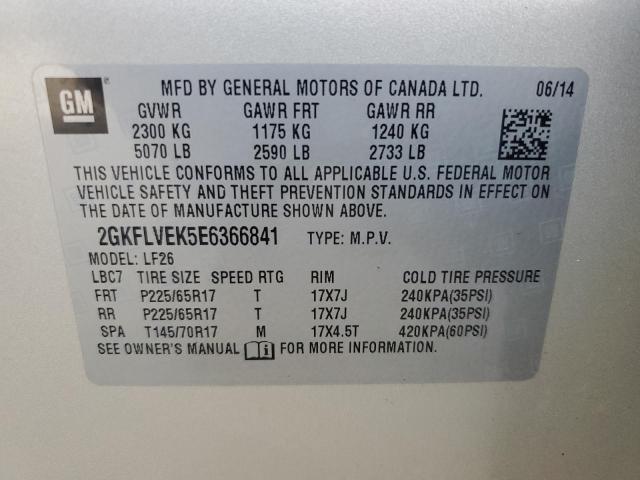 GM
MFD BY GENERAL MOTORS OF CANADA LTD. 06/14
GVWR GAWR FRT GAWR RR
2300 KG 1175 KG 1240 KG
5070 LB 2590 LB 2733 LB
THIS VEHICLE CONFORMS TO ALL APPLICABLE U.S. FEDERAL MOTOR
VEHICLE SAFETY AND THEFT PREVENTION STANDARDS IN EFFECT ON
THE DATE OF MANUFACTURE SHOWN ABOVE.
2GKFLVEK5E6366841 TYPE: M.P.V.
MODEL: LF26
LBC7 TIRE SIZE SPEED RTG RIM COLD TIRE PRESSURE
FRT P225/65R17 T 17X7J 240KPA(35PSI)
RR P225/65R17 T 17X7J 240KPA(35PSI)
SPA T145/70R17 M 17X4.5T 420KPA(60PSI)
SEE OWNER'S MANUAL FOR MORE INFORMATION.